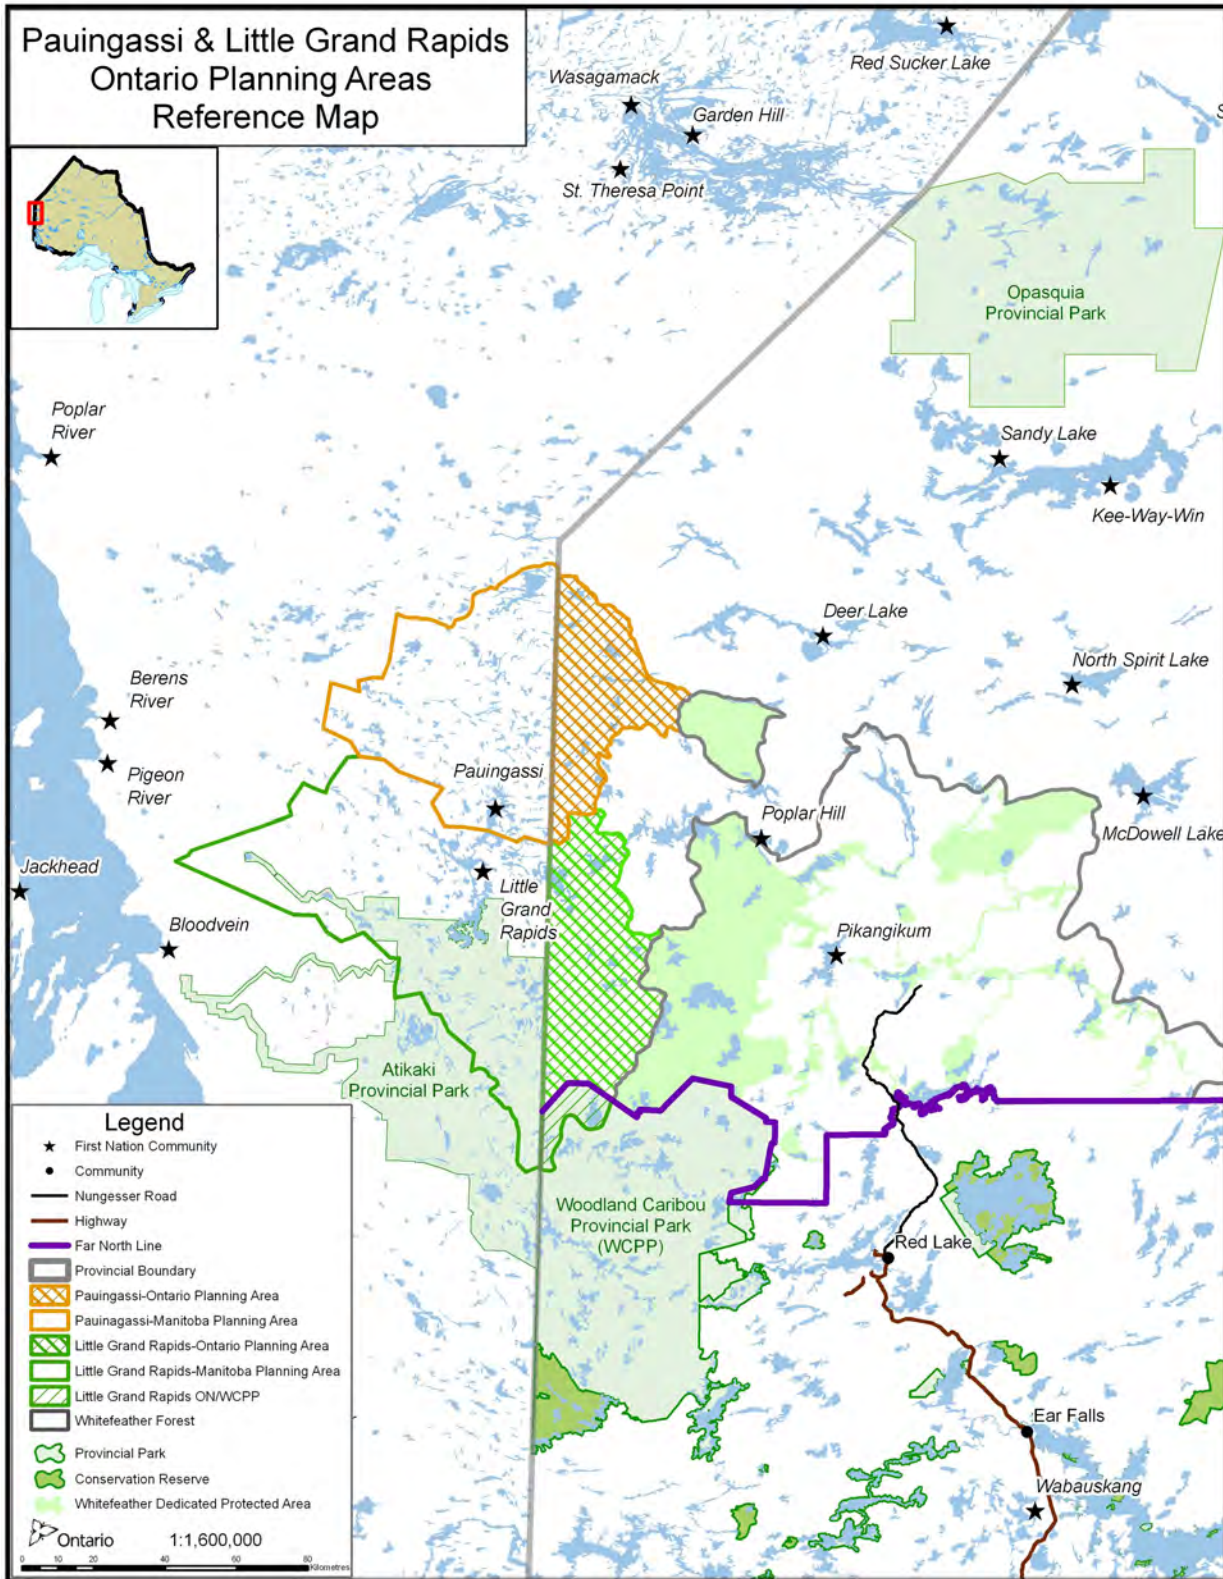 Pauingassi & Little Grand Rapids
Ontario Planning Areas
Reference Map
Wasagamack
Red Sucker Lake
Garden Hill
St. Theresa Point
S
Opasquia
Provincial Park
Poplar
River
Sandy Lake
Kee-Way-Win
Deer Lake
North Spirit Lake
Berens
River
Pigeon
River
Pauingassi
Poplar Hill
McDowell Lake
Jackhead
Little
Grand
Rapids
Bloodvein
Pikangikum
Atikaki
Provincial Park
Woodland Caribou
Provincial Park
(WCPP)
Red Lake
Ear Falls
Wabauskang
Legend
First Nation Community
Community
Nungesser Road
Highway
Far North Line
Provincial Boundary
Pauingassi-Ontario Planning Area
Pauinagassi-Manitoba Planning Area
Little Grand Rapids-Ontario Planning Area
Little Grand Rapids-Manitoba Planning Area
Little Grand Rapids ON/WCPP
Whitefeather Forest
Provincial Park
Conservation Reserve
Whitefeather Dedicated Protected Area
Ontario 1:1,600,000
0 10 20 40 60 80
Kilometres